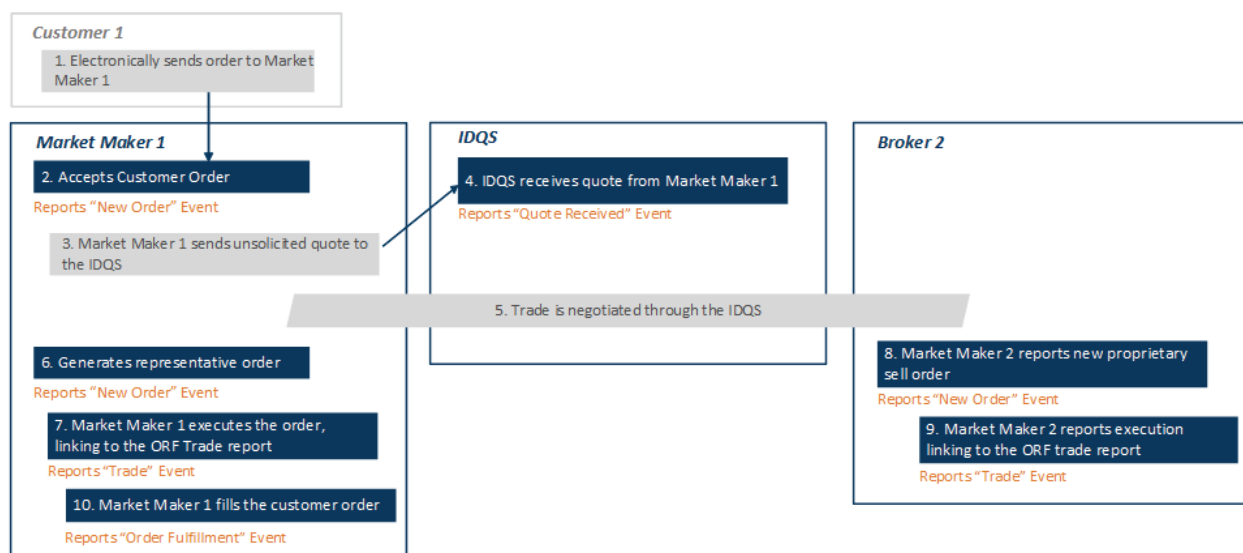 Customer 1
1. Electronically sends order to Market
Maker 1
Market Maker 1
2. Accepts Customer Order
Reports “New Order” Event
3. Market Maker 1 sends unsolicited quote to
the IDQS
IDQS
4. IDQS receives quote from Market Maker 1
Reports “Quote Received” Event
Broker 2
5. Trade is negotiated through the IDQS
6. Generates representative order
Reports “New Order” Event
7. Market Maker 1 executes the order,
linking to the ORF Trade report
Reports “Trade” Event
8. Market Maker 2 reports new proprietary
sell order
Reports “New Order” Event
9. Market Maker 2 reports execution
linking to the ORF trade report
Reports “Trade” Event
10. Market Maker 1 fills the customer order
Reports “Order Fulfillment” Event